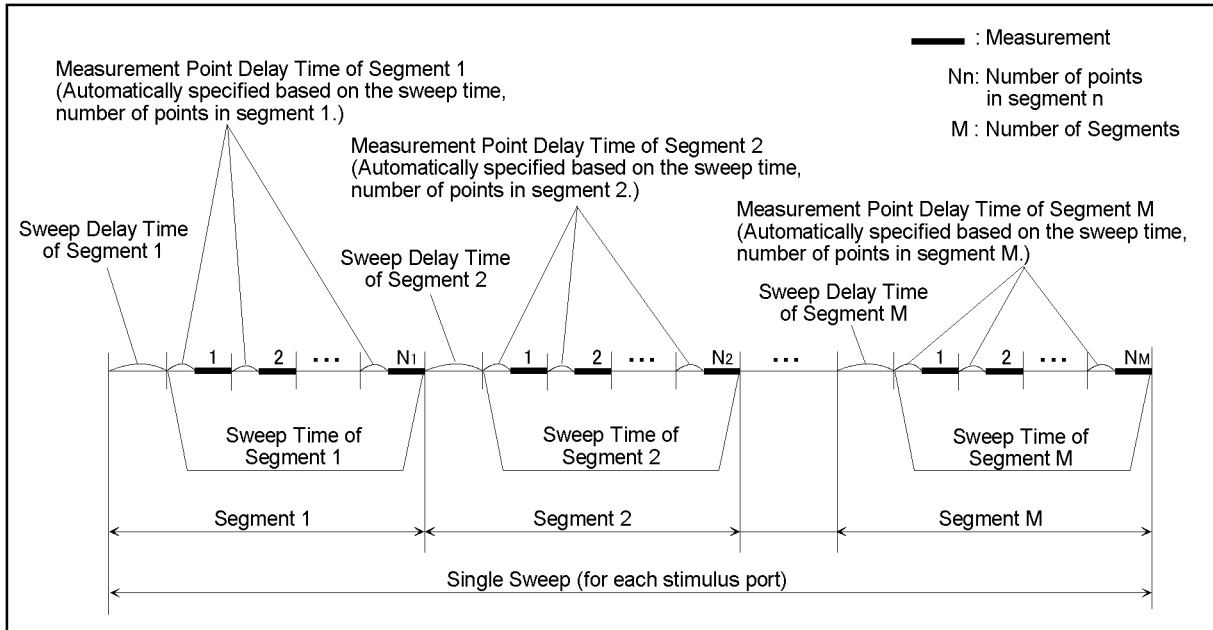 : Measurement
Nn: Number of points
in segment n
M : Number of Segments
Measurement Point Delay Time of Segment 1
(Automatically specified based on the sweep time,
number of points in segment 1.)
Measurement Point Delay Time of Segment 2
(Automatically specified based on the sweep time,
number of points in segment 2.)
Measurement Point Delay Time of Segment M
(Automatically specified based on the sweep time,
number of points in segment M.)
Sweep Delay Time
of Segment 1
Sweep Delay Time
of Segment 2
Sweep Delay Time
of Segment M
1 2 ··· N1 1 2 ··· N2 ··· 1 2 ··· NM
Sweep Time of
Segment 1
Sweep Time of
Segment 2
Sweep Time of
Segment M
Segment 1
Segment 2
Segment M
Single Sweep (for each stimulus port)